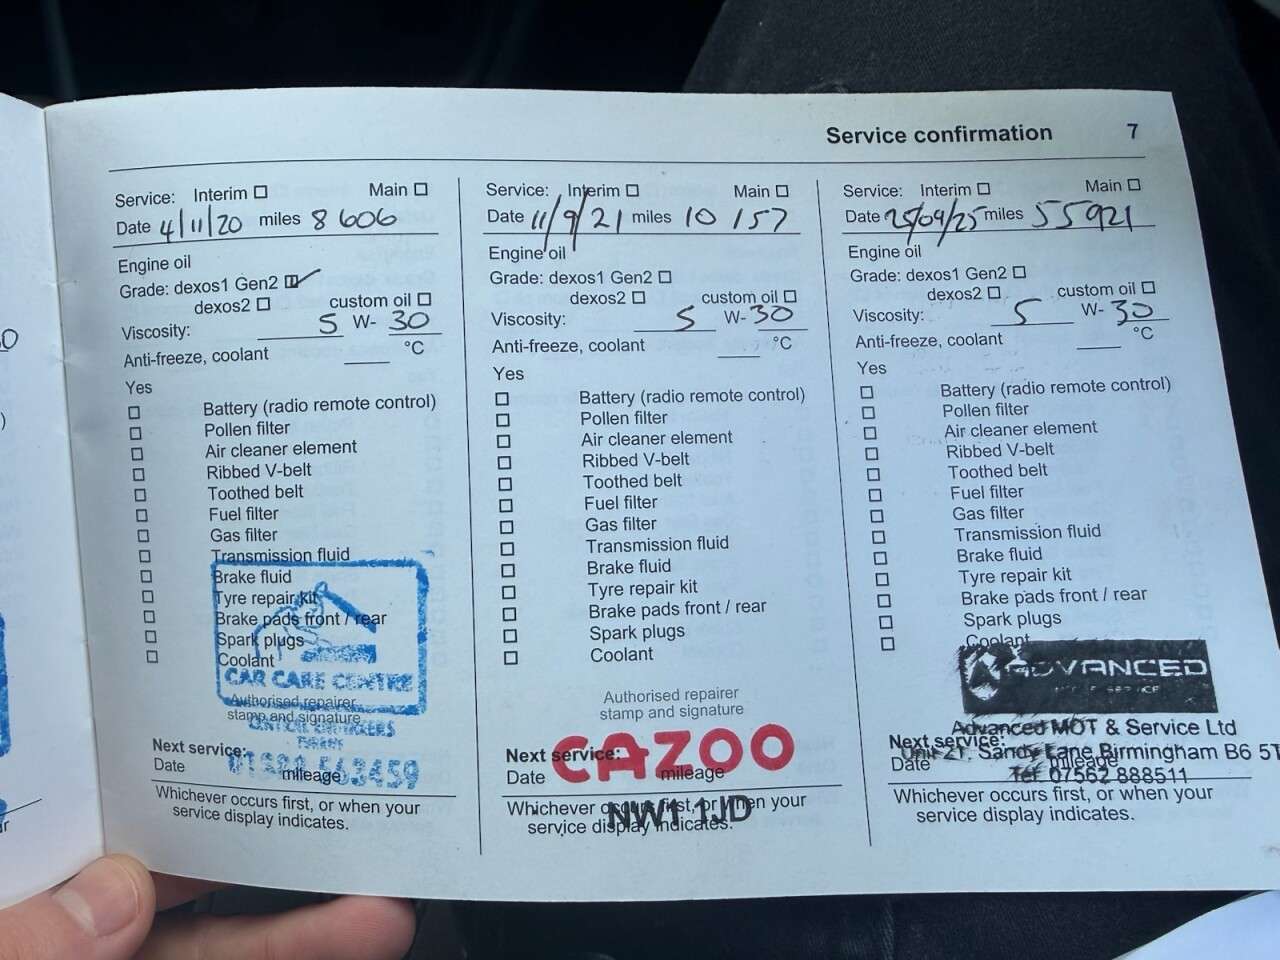 Service confirmation 7
Service: Interim Main
Date 4/11/20 miles 8606
Engine oil
Grade: dexos1 Gen2 ✓
dexos2 custom oil
Viscosity: 5 W- 30
Anti-freeze, coolant °C
Yes
Battery (radio remote control)
Pollen filter
Air cleaner element
Ribbed V-belt
Toothed belt
Fuel filter
Gas filter
Transmission fluid
Brake fluid
Tyre repair kit
Brake pads front / rear
Spark plugs
Coolant
CAR CARE CENTRE
Authorised repairer
stamp and signature
Next service:
Date mileage
Whichever occurs first, or when your
service display indicates.
Service: Interim Main
Date 11/9/21 miles 10 157
Engine oil
Grade: dexos1 Gen2
dexos2 custom oil
Viscosity: 5 W- 30
Anti-freeze, coolant °C
Yes
Battery (radio remote control)
Pollen filter
Air cleaner element
Ribbed V-belt
Toothed belt
Fuel filter
Gas filter
Transmission fluid
Brake fluid
Tyre repair kit
Brake pads front / rear
Spark plugs
Coolant
Authorised repairer
stamp and signature
CAZOO
Next service:
Date mileage
NW1 1JD
Whichever occurs first, or when your
service display indicates.
Service: Interim Main
Date 25/09/25 miles 55921
Engine oil
Grade: dexos1 Gen2
dexos2 custom oil
Viscosity: 5 W- 30
Anti-freeze, coolant °C
Yes
Battery (radio remote control)
Pollen filter
Air cleaner element
Ribbed V-belt
Toothed belt
Fuel filter
Gas filter
Transmission fluid
Brake fluid
Tyre repair kit
Brake pads front / rear
Spark plugs
Coolant
ADVANCED
Advanced MOT & Service Ltd
Sandy Lane Birmingham B6 5T
Tel 07562 888511
Next service:
Date mileage
Whichever occurs first, or when your
service display indicates.